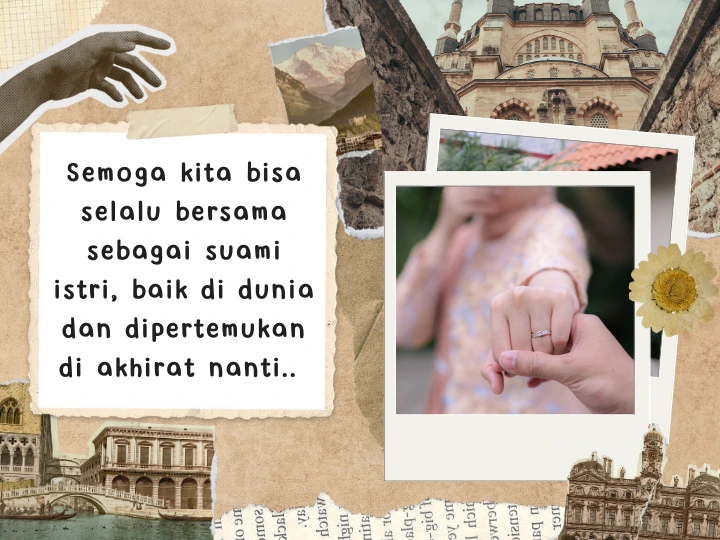 Semoga kita bisa
selalu bersama
sebagai suami
istri, baik di dunia
dan dipertemukan
di akhirat nanti..